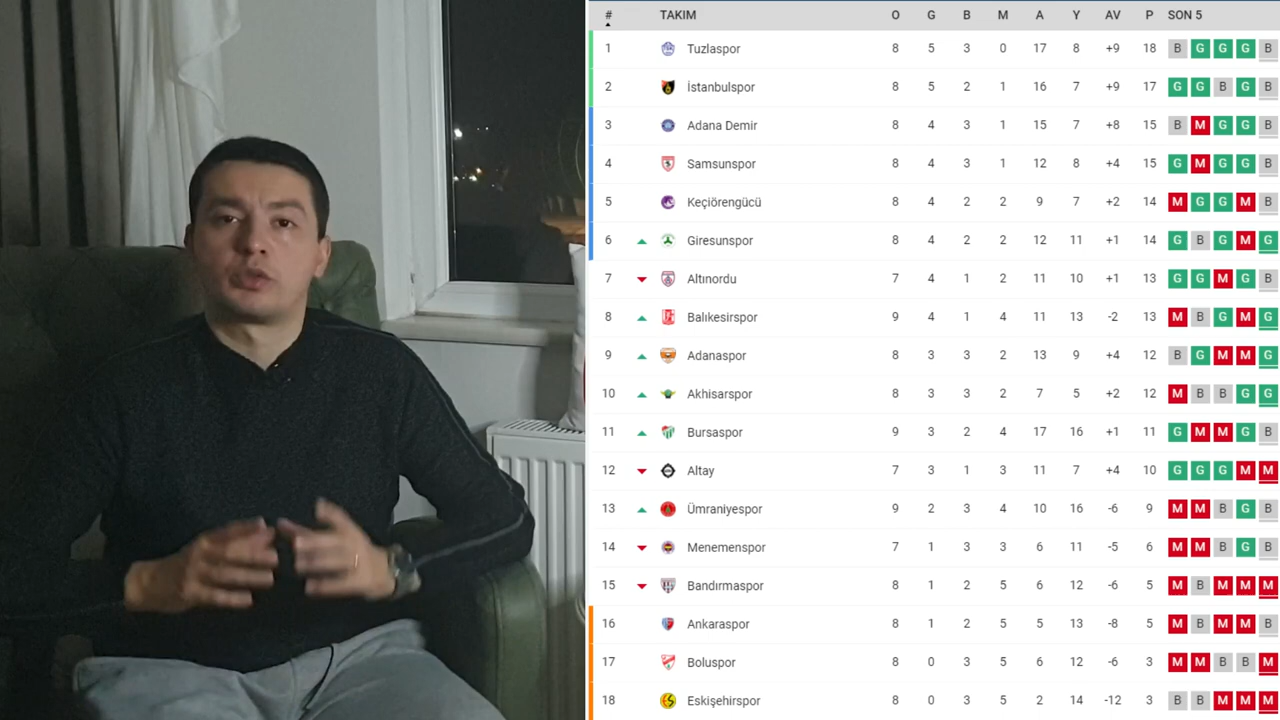 # TAKIM O G B M A Y AV P SON 5
1 Tuzlaspor 8 5 3 0 17 8 +9 18 B G G G B
2 İstanbulspor 8 5 2 1 16 7 +9 17 G G B G B
3 Adana Demir 8 4 3 1 15 7 +8 15 B M G G B
4 Samsunspor 8 4 3 1 12 8 +4 15 G M G G B
5 Keçiörengücü 8 4 2 2 9 7 +2 14 M G G M B
6 Giresunspor 8 4 2 2 12 11 +1 14 G B G M G
7 Altınordu 7 4 1 2 11 10 +1 13 G G M G B
8 Balıkesirspor 9 4 1 4 11 13 -2 13 M B G M G
9 Adanaspor 8 3 3 2 13 9 +4 12 B G M M G
10 Akhisarspor 8 3 3 2 7 5 +2 12 M B B G G
11 Bursaspor 9 3 2 4 17 16 +1 11 G M M G B
12 Altay 7 3 1 3 11 7 +4 10 G G G M M
13 Ümraniyespor 9 2 3 4 10 16 -6 9 M M B G B
14 Menemenspor 7 1 3 3 6 11 -5 6 M M B G B
15 Bandırmaspor 8 1 2 5 6 12 -6 5 M B M M M
16 Ankaraspor 8 1 2 5 5 13 -8 5 M B M M B
17 Boluspor 8 0 3 5 6 12 -6 3 M M B B M
18 Eskişehirspor 8 0 3 5 2 14 -12 3 B B M M M